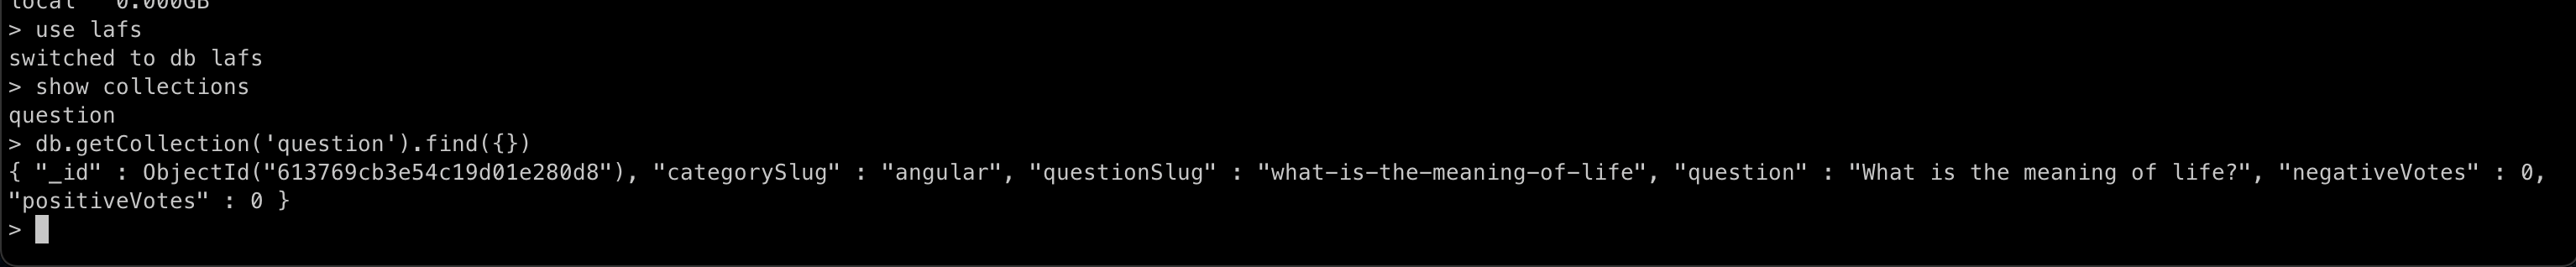 local   0.000GB
> use lafs
switched to db lafs
> show collections
question
> db.getCollection('question').find({})
{ "_id" : ObjectId("613769cb3e54c19d01e280d8"), "categorySlug" : "angular", "questionSlug" : "what-is-the-meaning-of-life", "question" : "What is the meaning of life?", "negativeVotes" : 0,
"positiveVotes" : 0 }
>